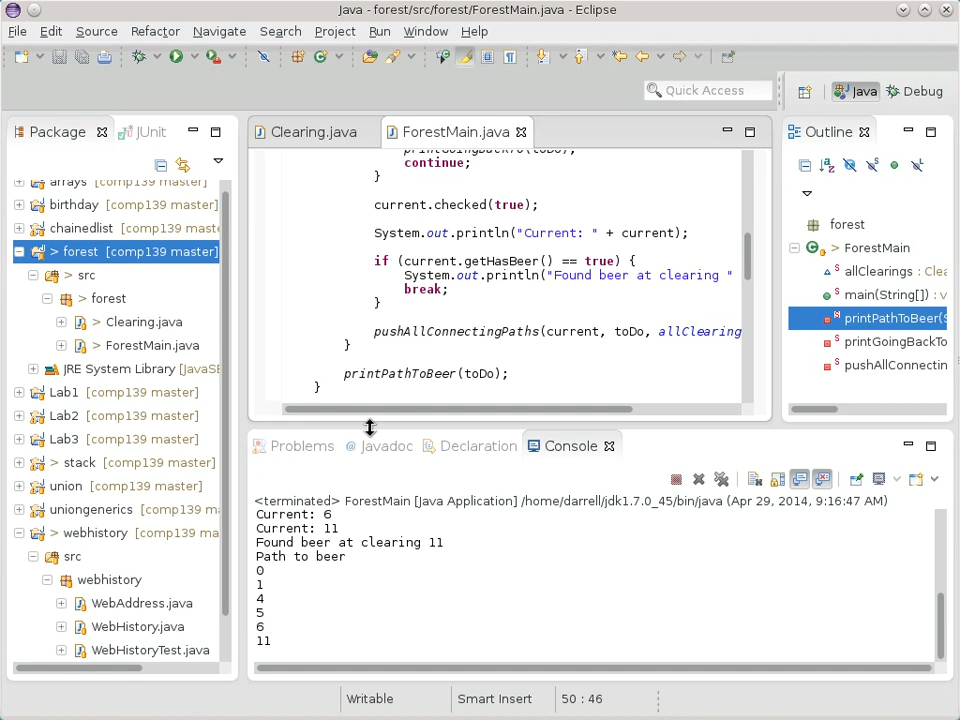 Java - forest/src/forest/ForestMain.java - Eclipse
File Edit Source Refactor Navigate Search Project Run Window Help
Quick Access
Java
Debug
Package
JUnit
arrays [comp139 master]
birthday [comp139 master]
chainedlist [comp139 maste
> forest [comp139 master]
> src
> forest
> Clearing.java
> ForestMain.java
JRE System Library [JavaSE
Lab1 [comp139 master]
Lab2 [comp139 master]
Lab3 [comp139 master]
> stack [comp139 master]
union [comp139 master]
uniongenerics [comp139 ma
> webhistory [comp139 ma
src
webhistory
WebAddress.java
WebHistory.java
WebHistoryTest.java
Clearing.java
ForestMain.java
printGoingBackTo(toDo);
continue;
}
current.checked(true);
System.out.println("Current: " + current);
if (current.getHasBeer() == true) {
System.out.println("Found beer at clearing "
break;
}
pushAllConnectingPaths(current, toDo, allClearing
}
printPathToBeer(toDo);
}
Outline
forest
ForestMain
allClearings : Clea
main(String[]) : v
printPathToBeer(S
printGoingBackTo
pushAllConnectin
Problems
@ Javadoc
Declaration
Console
<terminated> ForestMain [Java Application] /home/darrell/jdk1.7.0_45/bin/java (Apr 29, 2014, 9:16:47 AM)
Current: 6
Current: 11
Found beer at clearing 11
Path to beer
0
1
4
5
6
11
Writable
Smart Insert
50 : 46